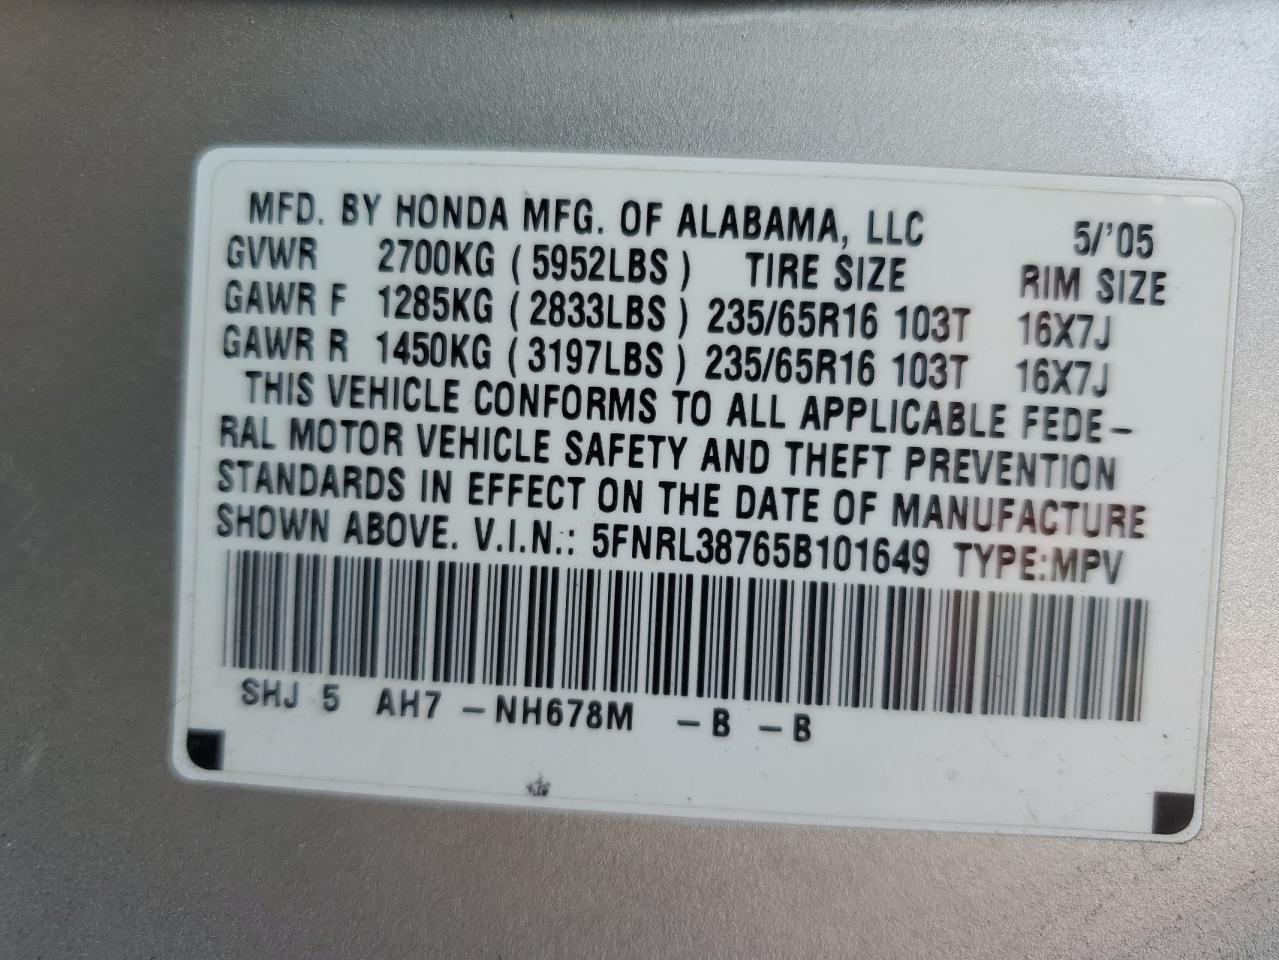 MFD. BY HONDA MFG. OF ALABAMA, LLC 5/'05
GVWR 2700KG ( 5952LBS ) TIRE SIZE RIM SIZE
GAWR F 1285KG ( 2833LBS ) 235/65R16 103T 16X7J
GAWR R 1450KG ( 3197LBS ) 235/65R16 103T 16X7J
THIS VEHICLE CONFORMS TO ALL APPLICABLE FEDE-
RAL MOTOR VEHICLE SAFETY AND THEFT PREVENTION
STANDARDS IN EFFECT ON THE DATE OF MANUFACTURE
SHOWN ABOVE. V.I.N.: 5FNRL38765B101649 TYPE:MPV
SHJ 5 AH7 -NH678M -B -B